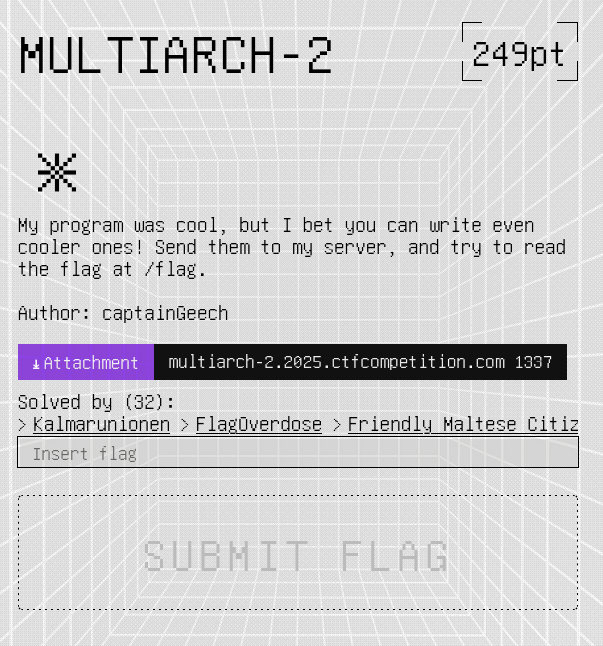 MULTIARCH-2
249pt
My program was cool, but I bet you can write even
cooler ones! Send them to my server, and try to read
the flag at /flag.
Author: captainGeech
Attachment multiarch-2.2025.ctfcompetition.com 1337
Solved by (32):
> Kalmarunionen > FlagOverdose > Friendly Maltese Citiz
Insert flag
SUBMIT FLAG